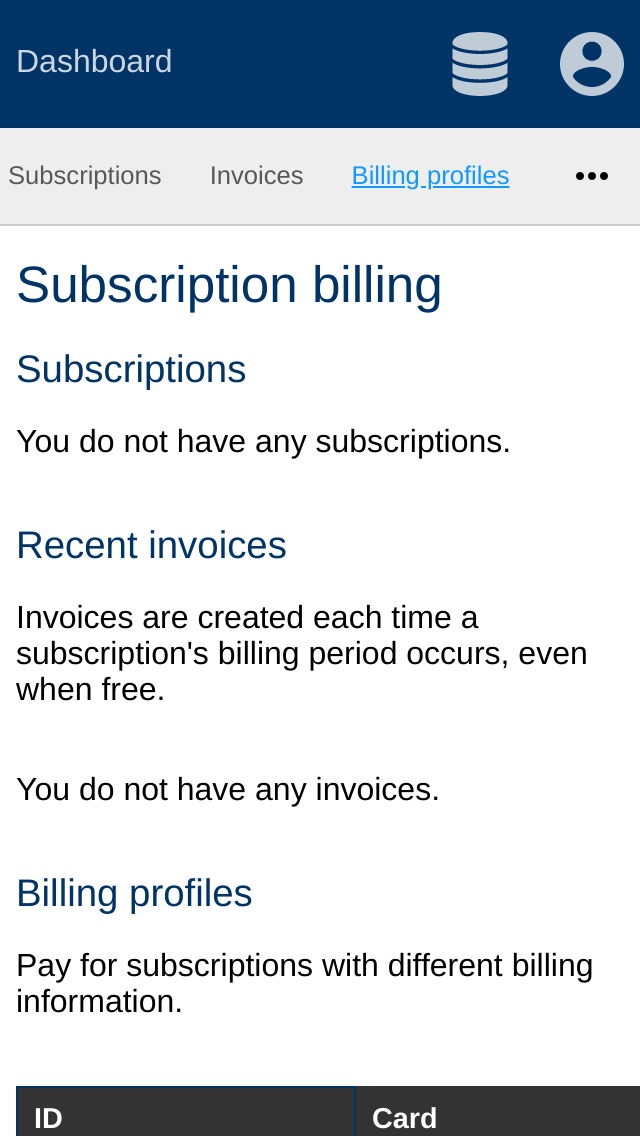 Dashboard
Subscriptions Invoices Billing profiles
Subscription billing
Subscriptions
You do not have any subscriptions.
Recent invoices
Invoices are created each time a
subscription's billing period occurs, even
when free.
You do not have any invoices.
Billing profiles
Pay for subscriptions with different billing
information.
ID Card